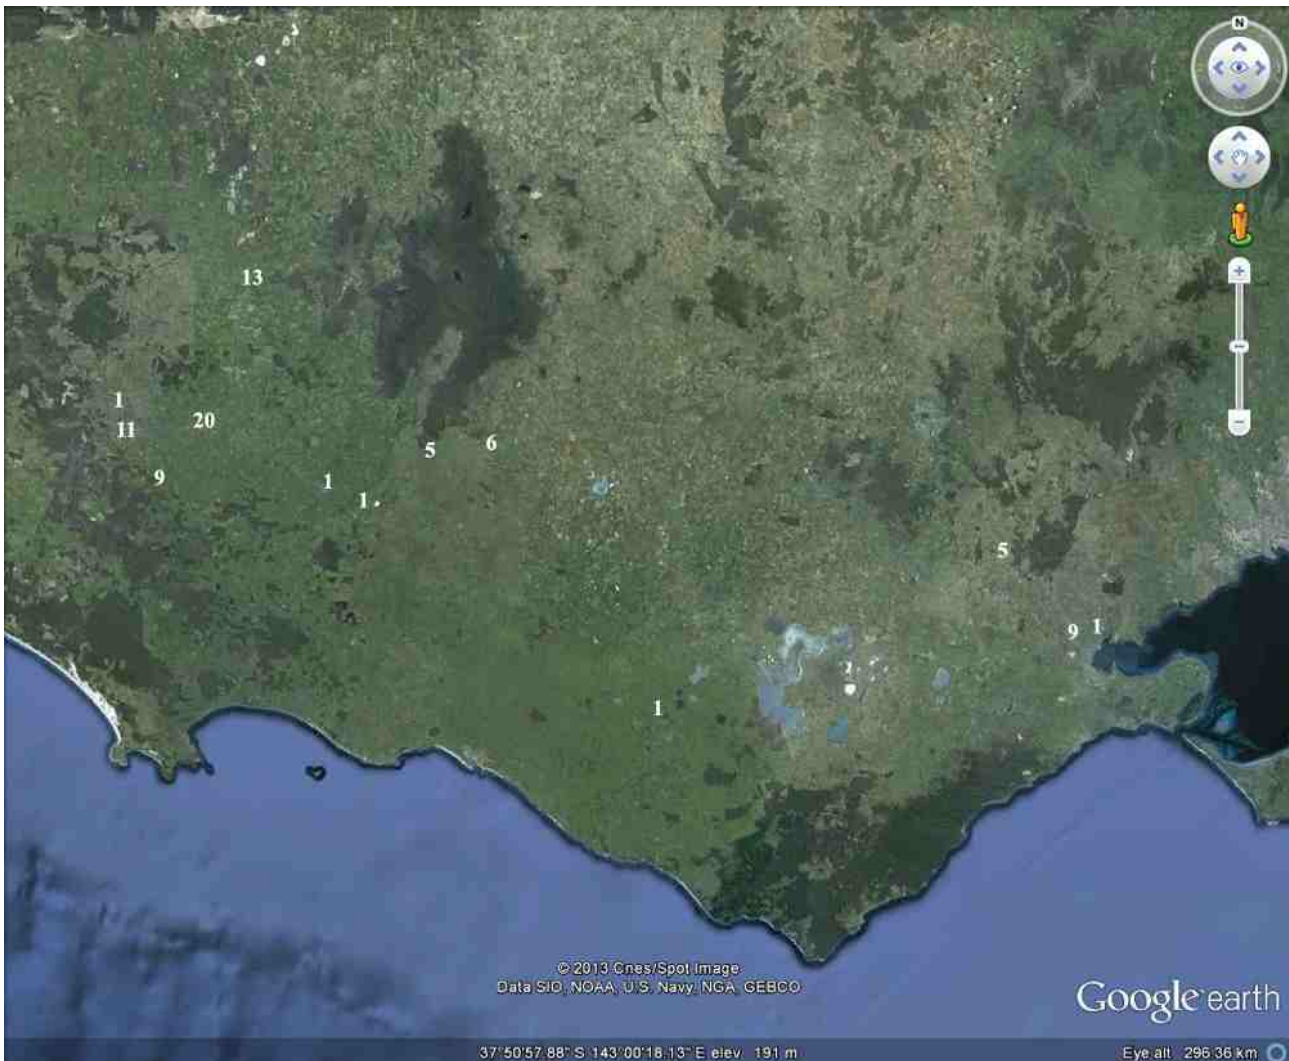 N
13
1
20
11
6
5
9
1
1
5
1
9
1
© 2013 Cnes/Spot Image
Data SIO, NOAA, U.S. Navy, NGA, GEBCO
Google earth
37°50'57.88" S 143°00'18.13" E elev 191 m
Eye alt 296.36 km